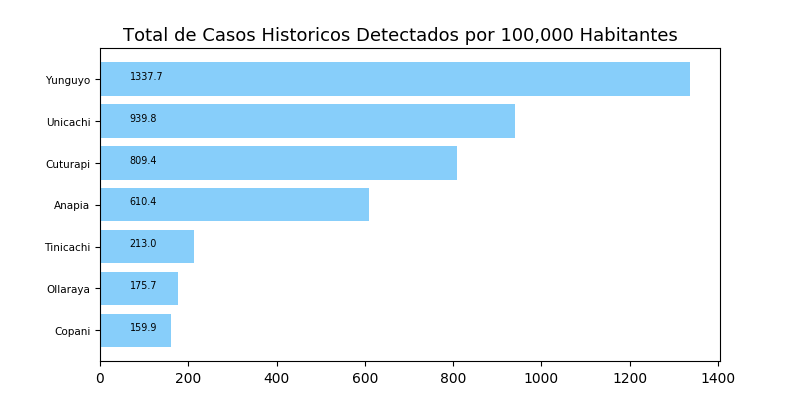 Total de Casos Historicos Detectados por 100,000 Habitantes
Yunguyo 1337.7
Unicachi 939.8
Cuturapi 809.4
Anapia 610.4
Tinicachi 213.0
Ollaraya 175.7
Copani 159.9
0 200 400 600 800 1000 1200 1400